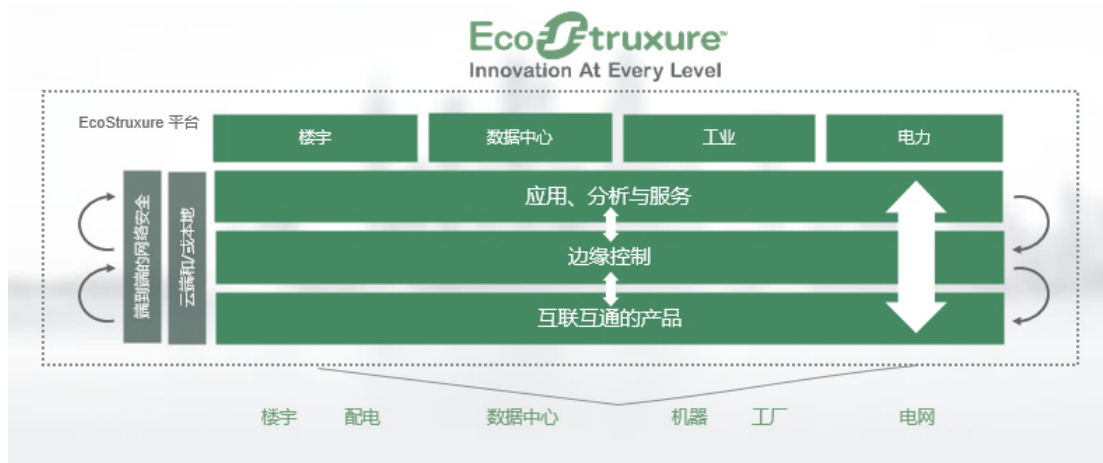 EcoStruxure™
Innovation At Every Level
EcoStruxure 平台
楼宇 数据中心 工业 电力
端到端的网络安全
云端和/或本地
应用、分析与服务
边缘控制
互联互通的产品
楼宇 配电 数据中心 机器 工厂 电网